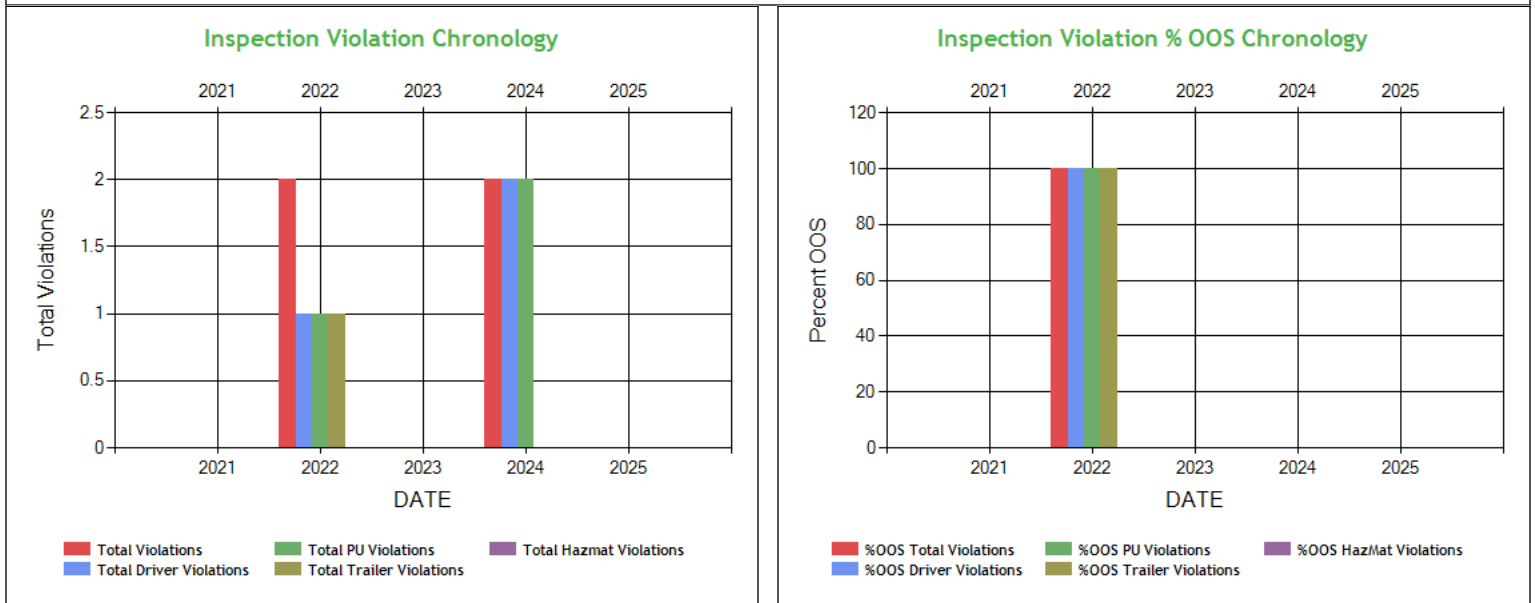 Inspection Violation Chronology
2021 2022 2023 2024 2025
2.5
2
1.5
1
0.5
0
Total Violations
2021 2022 2023 2024 2025
DATE
Total Violations Total PU Violations Total Hazmat Violations
Total Driver Violations Total Trailer Violations
Inspection Violation % OOS Chronology
2021 2022 2023 2024 2025
120
100
80
60
40
20
0
Percent OOS
2021 2022 2023 2024 2025
DATE
%OOS Total Violations %OOS PU Violations %OOS HazMat Violations
%OOS Driver Violations %OOS Trailer Violations